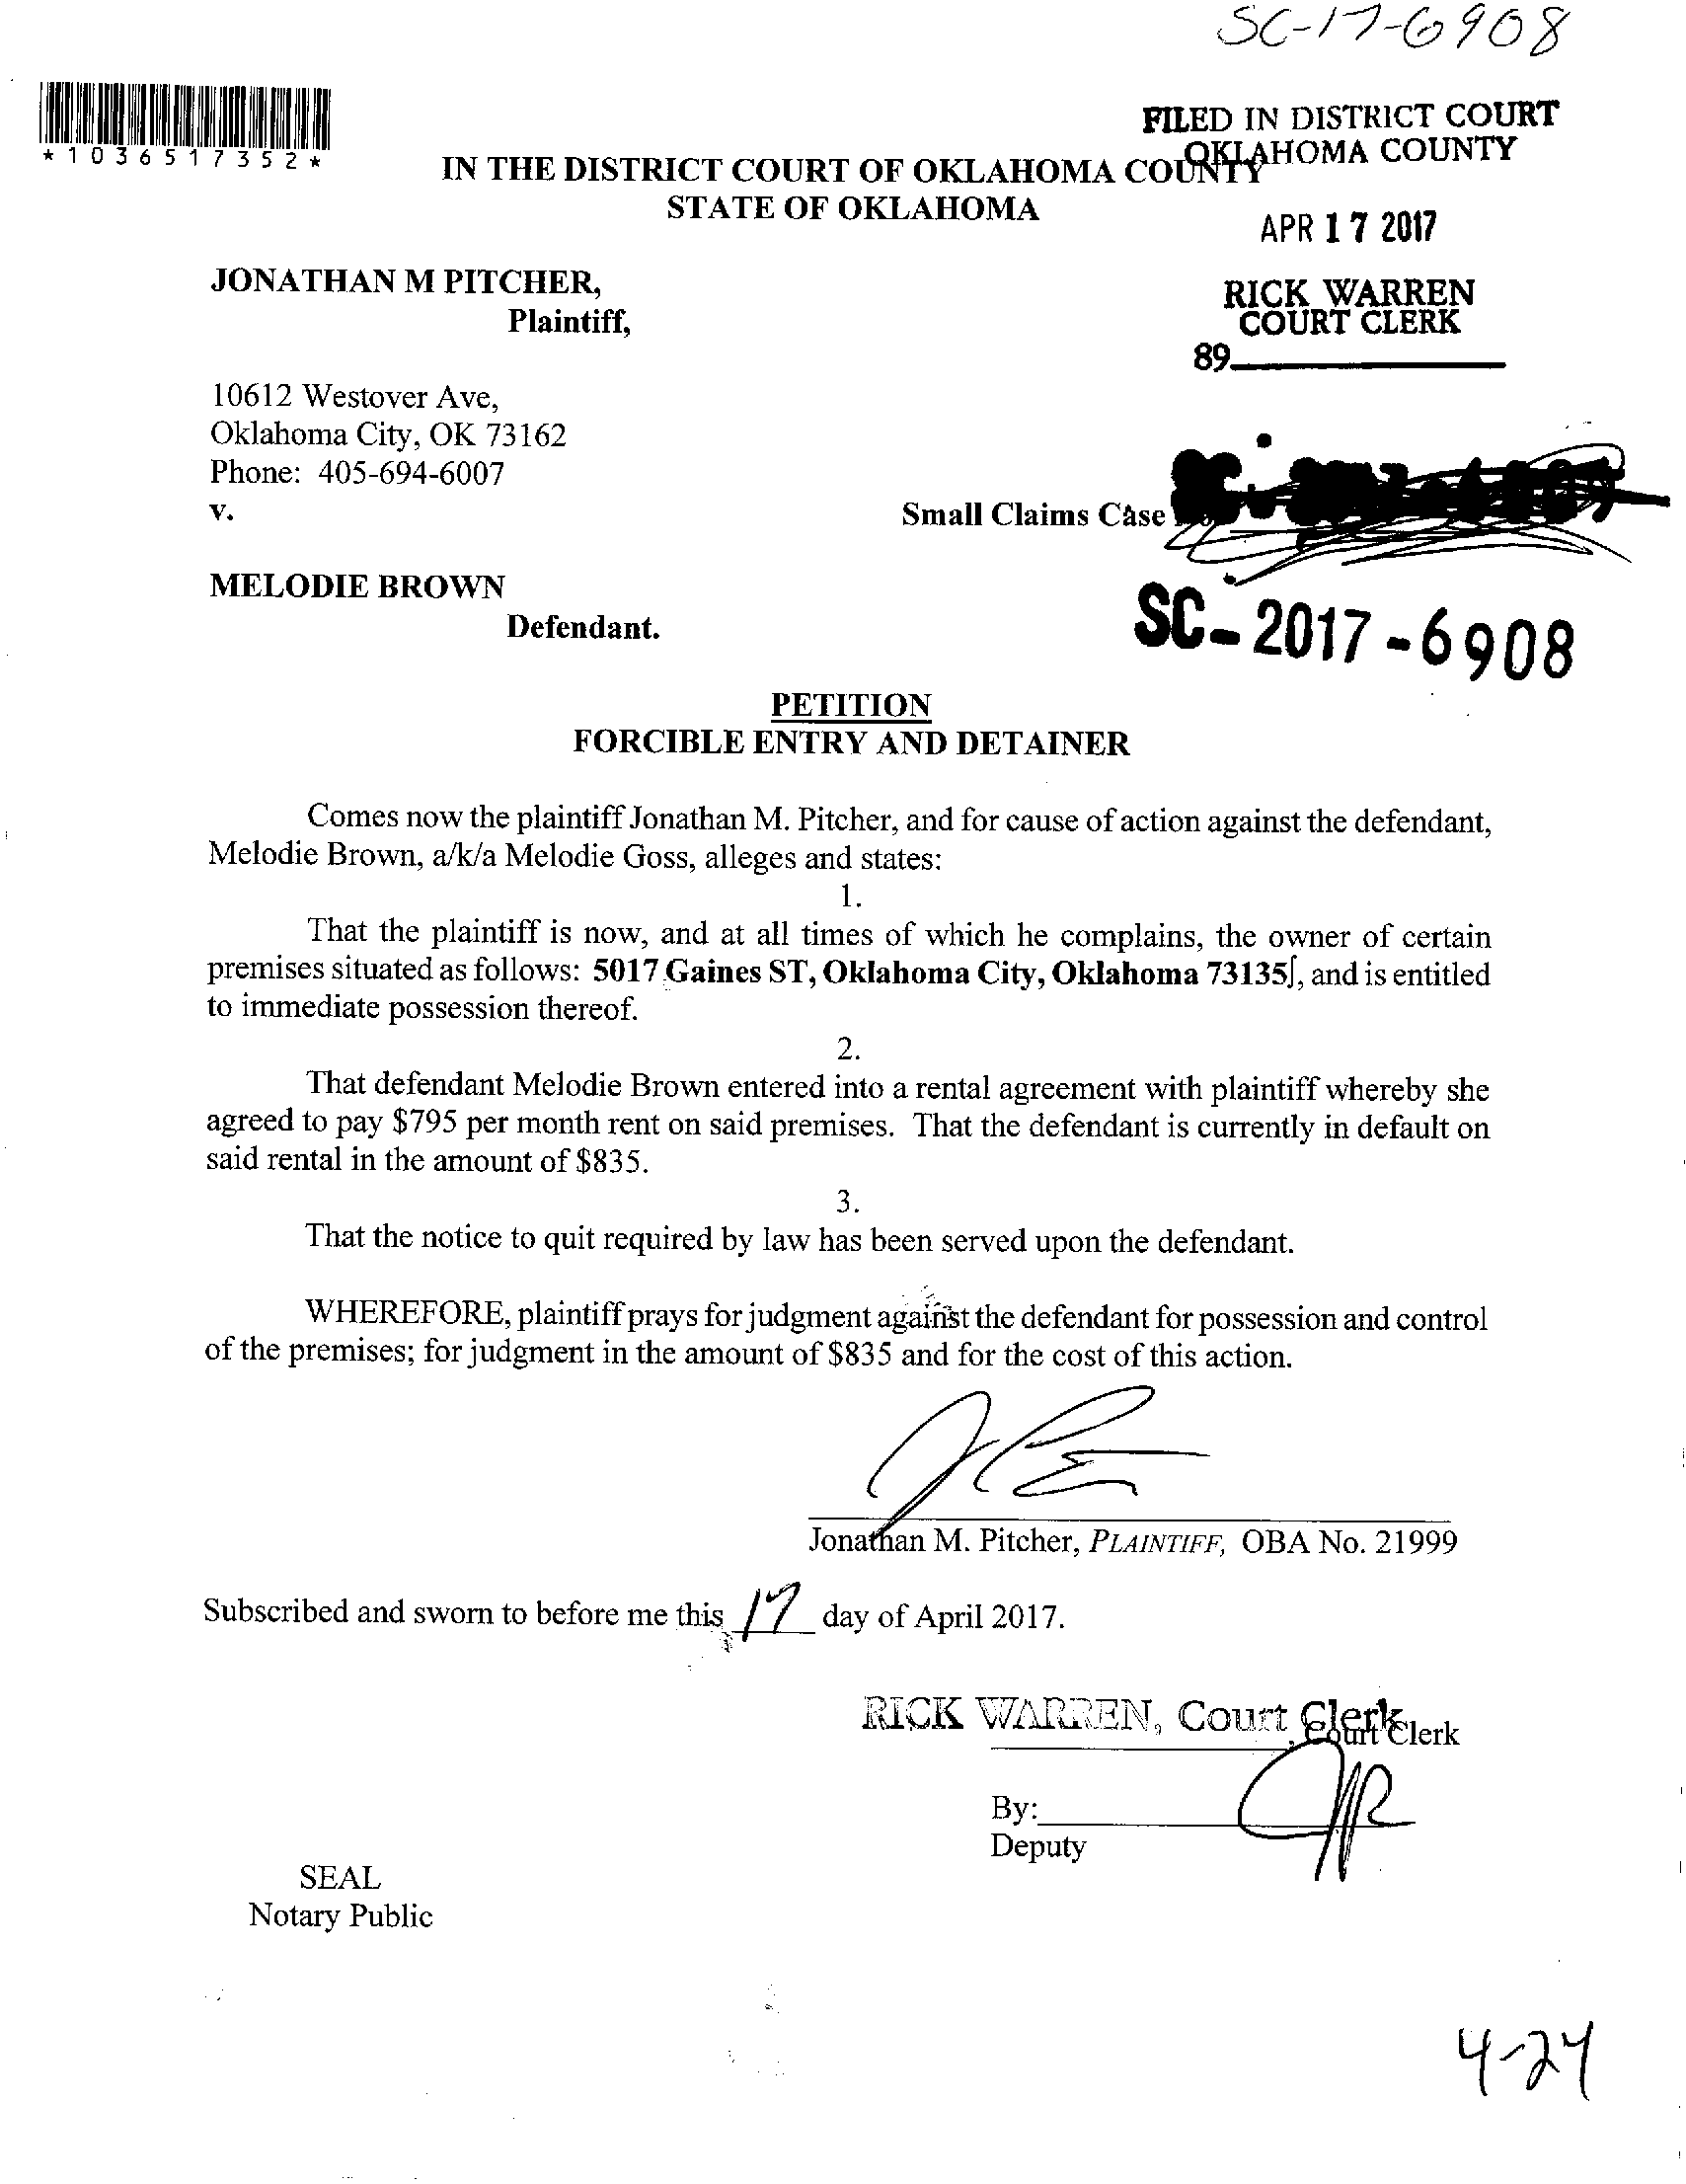 SC-17-6908
*1036517352*
FILED IN DISTRICT COURT
OKLAHOMA COUNTY
IN THE DISTRICT COURT OF OKLAHOMA COUNTY
STATE OF OKLAHOMA
APR 17 2017
JONATHAN M PITCHER,
Plaintiff,
RICK WARREN
COURT CLERK
89
10612 Westover Ave,
Oklahoma City, OK 73162
Phone: 405-694-6007
v.
Small Claims Case
MELODIE BROWN
Defendant.
SC-2017-6908
PETITION
FORCIBLE ENTRY AND DETAINER
Comes now the plaintiff Jonathan M. Pitcher, and for cause of action against the defendant,
Melodie Brown, a/k/a Melodie Goss, alleges and states:
1.
That the plaintiff is now, and at all times of which he complains, the owner of certain
premises situated as follows: 5017 Gaines ST, Oklahoma City, Oklahoma 73135⌠, and is entitled
to immediate possession thereof.
2.
That defendant Melodie Brown entered into a rental agreement with plaintiff whereby she
agreed to pay $795 per month rent on said premises. That the defendant is currently in default on
said rental in the amount of $835.
3.
That the notice to quit required by law has been served upon the defendant.
WHEREFORE, plaintiff prays for judgment against the defendant for possession and control
of the premises; for judgment in the amount of $835 and for the cost of this action.
Jonathan M. Pitcher, PLAINTIFF, OBA No. 21999
Subscribed and sworn to before me this 17 day of April 2017.
RICK WARREN, Court Clerk
, Court Clerk
By:
Deputy
SEAL
Notary Public
4-24